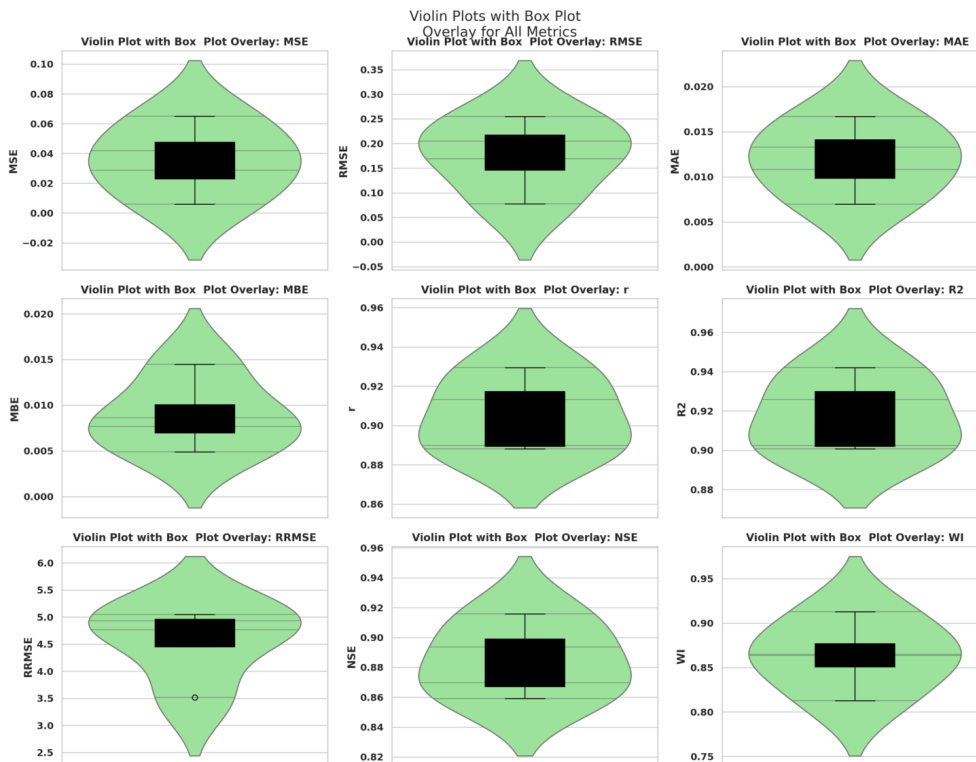 Violin Plots with Box Plot
Overlay for All Metrics
Violin Plot with Box  Plot Overlay: MSE
0.10
0.08
0.06
0.04
0.02
0.00
−0.02
MSE
Violin Plot with Box  Plot Overlay: RMSE
0.35
0.30
0.25
0.20
0.15
0.10
0.05
0.00
−0.05
RMSE
Violin Plot with Box  Plot Overlay: MAE
0.020
0.015
0.010
0.005
0.000
MAE
Violin Plot with Box  Plot Overlay: MBE
0.020
0.015
0.010
0.005
0.000
MBE
Violin Plot with Box  Plot Overlay: r
0.96
0.94
0.92
0.90
0.88
0.86
r
Violin Plot with Box  Plot Overlay: R2
0.96
0.94
0.92
0.90
0.88
R2
Violin Plot with Box  Plot Overlay: RRMSE
6.0
5.5
5.0
4.5
4.0
3.5
3.0
2.5
RRMSE
Violin Plot with Box  Plot Overlay: NSE
0.96
0.94
0.92
0.90
0.88
0.86
0.84
0.82
NSE
Violin Plot with Box  Plot Overlay: WI
0.95
0.90
0.85
0.80
0.75
WI